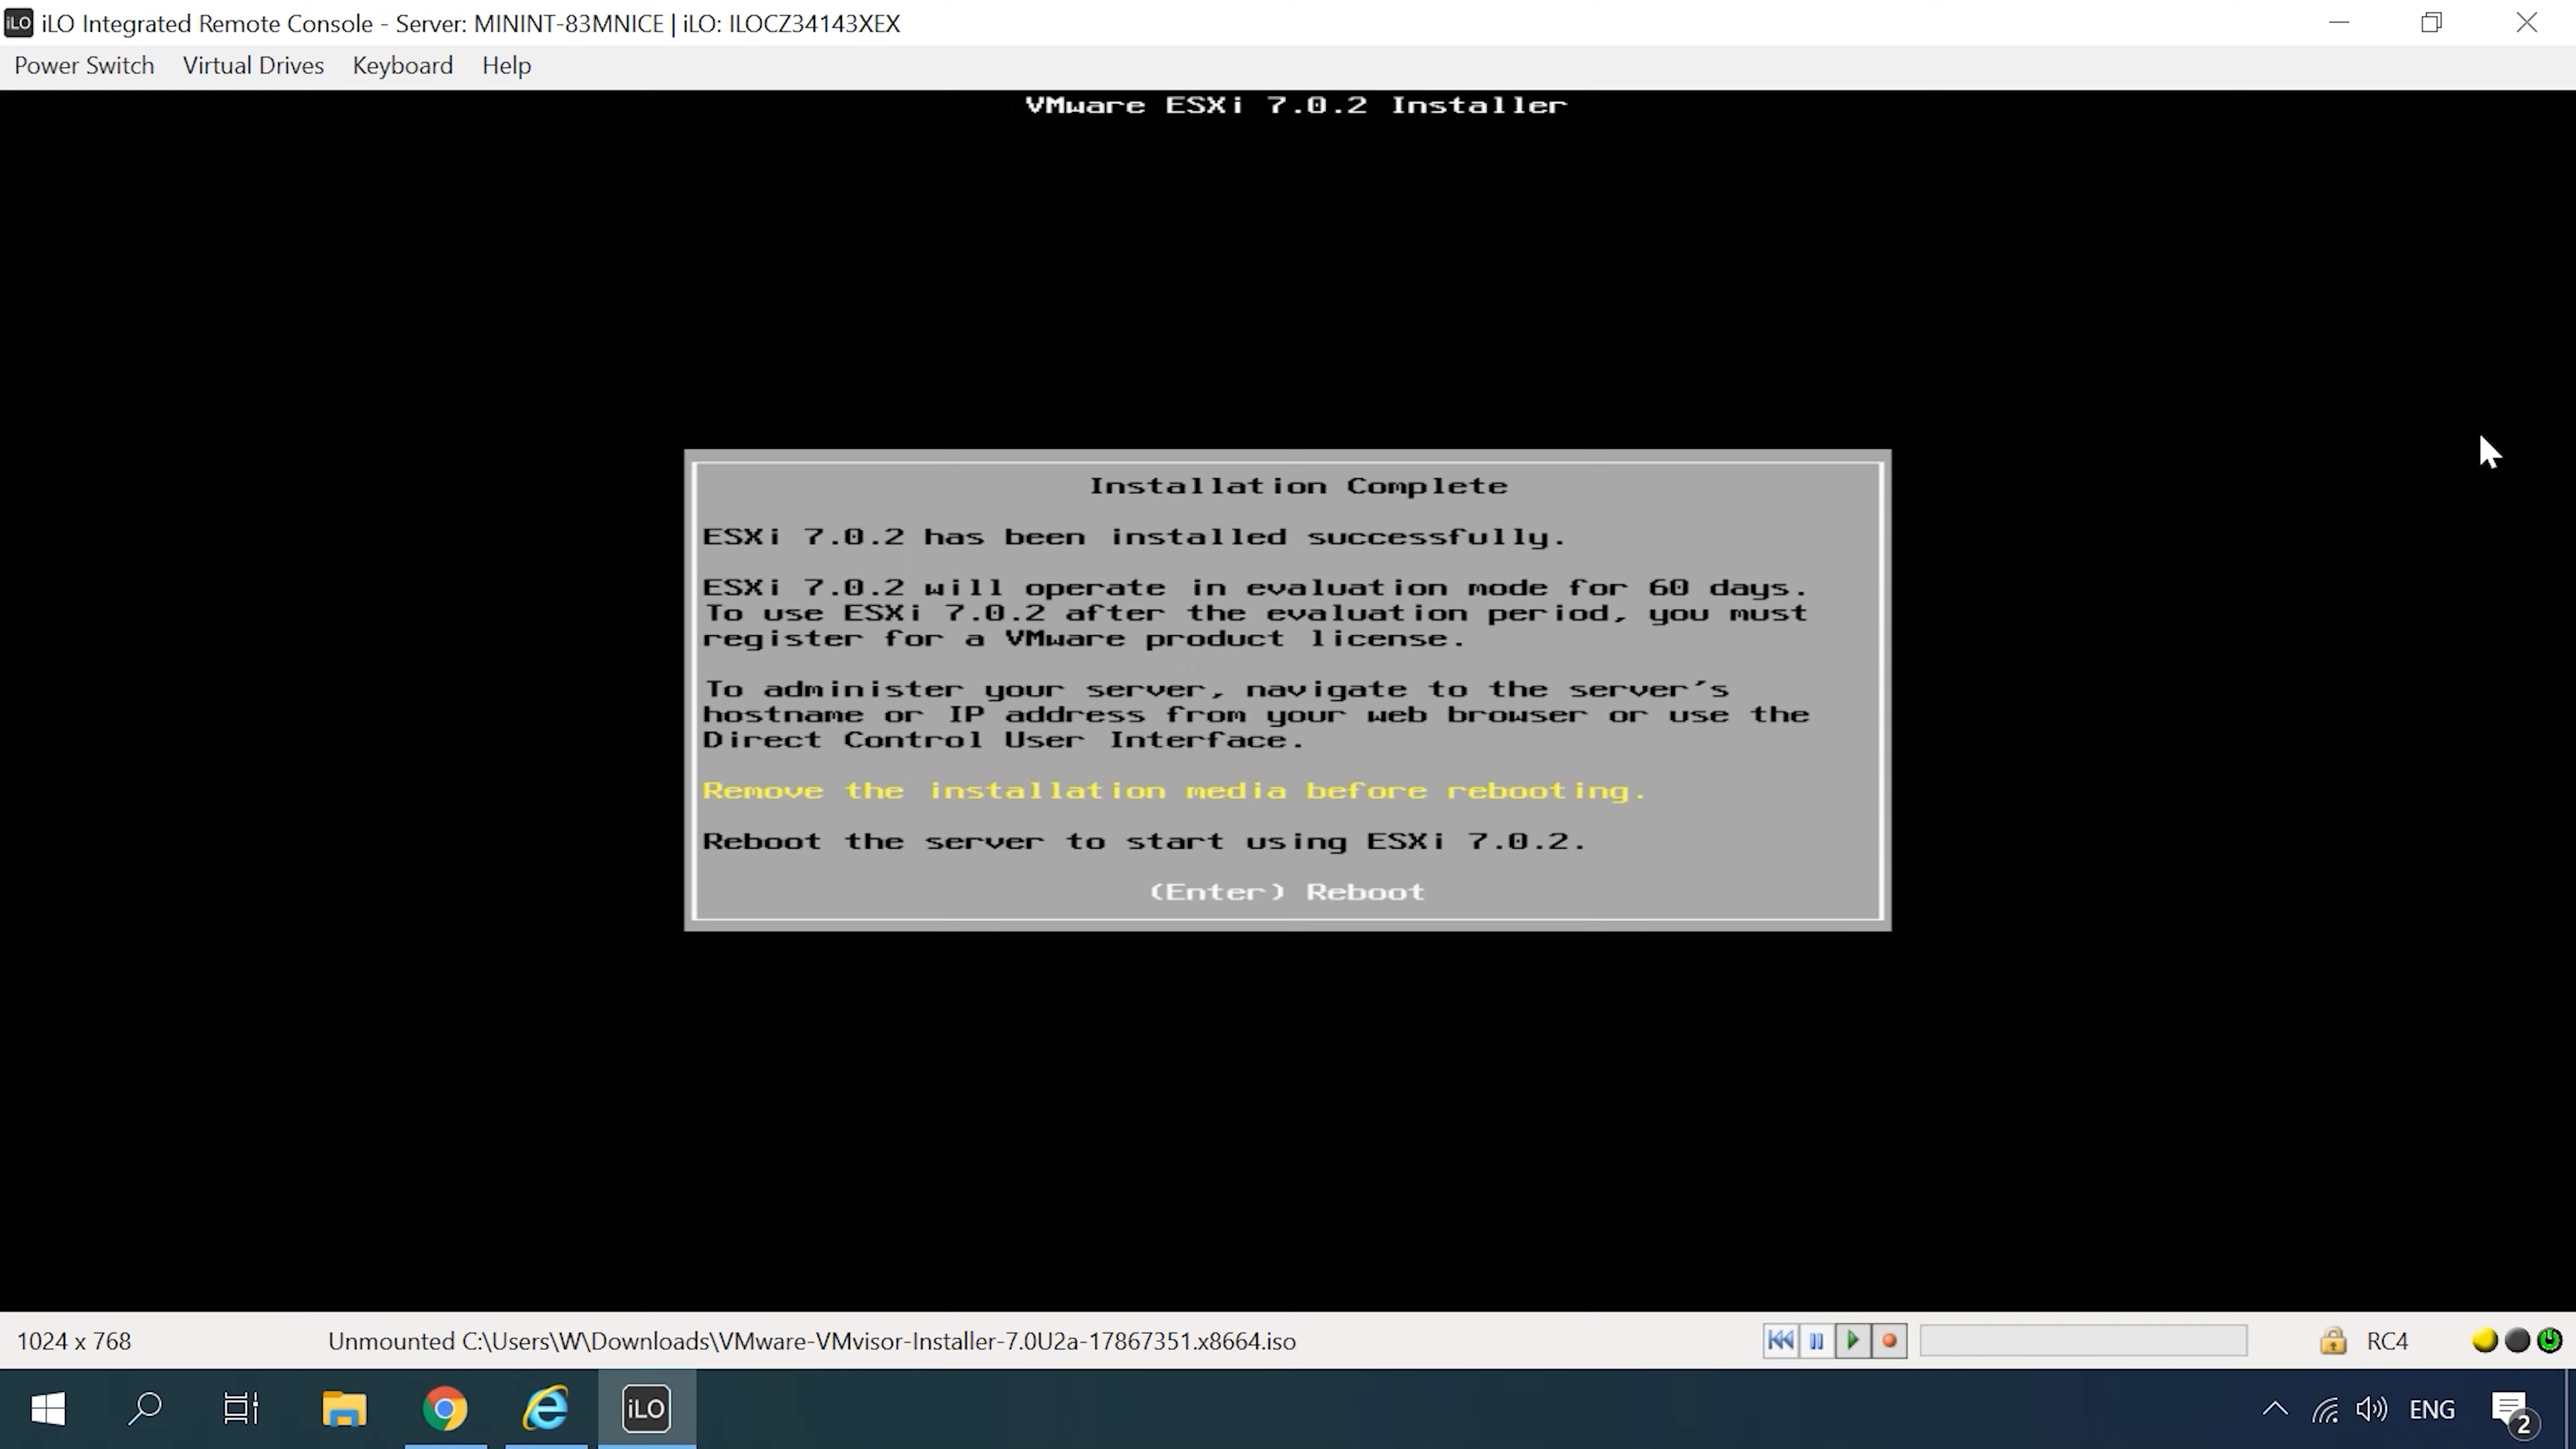 iLO iLO Integrated Remote Console - Server: MININT-83MNICE | iLO: ILOCZ34143XEX
Power Switch Virtual Drives Keyboard Help
VMware ESXi 7.0.2 Installer
Installation Complete
ESXi 7.0.2 has been installed successfully.
ESXi 7.0.2 will operate in evaluation mode for 60 days.
To use ESXi 7.0.2 after the evaluation period, you must
register for a VMware product license.
To administer your server, navigate to the server's
hostname or IP address from your web browser or use the
Direct Control User Interface.
Remove the installation media before rebooting.
Reboot the server to start using ESXi 7.0.2.
(Enter) Reboot
1024 x 768 Unmounted C:\Users\W\Downloads\VMware-VMvisor-Installer-7.0U2a-17867351.x8664.iso RC4
iLO ENG 2